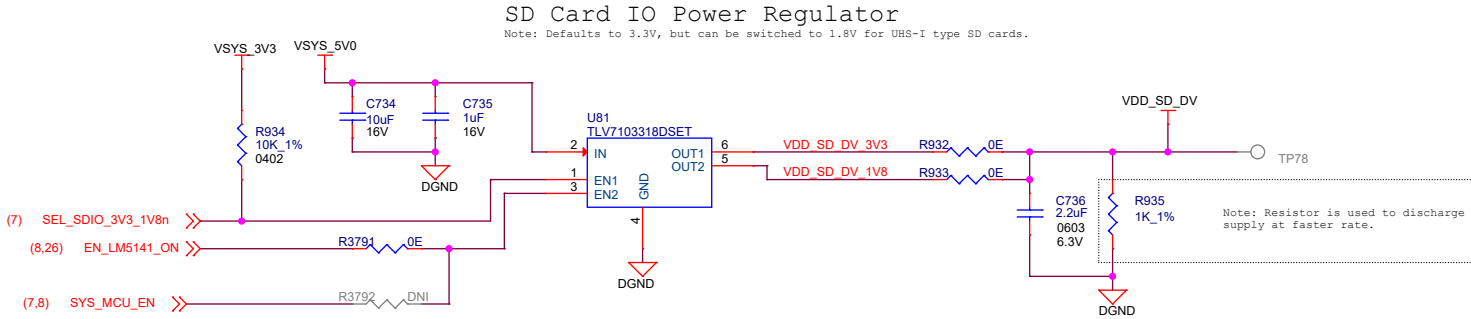 SD Card IO Power Regulator
Note: Defaults to 3.3V, but can be switched to 1.8V for UHS-I type SD cards.
VSYS_3V3
VSYS_5V0
C734
10uF
16V
C735
1uF
16V
R934
10K_1%
0402
DGND
U81
TLV7103318DSET
2
IN
1
EN1
3
EN2
GND
4
OUT1
6
OUT2
5
DGND
VDD_SD_DV_3V3
R932
0E
VDD_SD_DV_1V8
R933
0E
VDD_SD_DV
TP78
C736
2.2uF
0603
6.3V
R935
1K_1%
Note: Resistor is used to discharge
supply at faster rate.
DGND
(7) SEL_SDIO_3V3_1V8n
(8,26) EN_LM5141_ON
R3791
0E
(7,8) SYS_MCU_EN
R3792
DNI